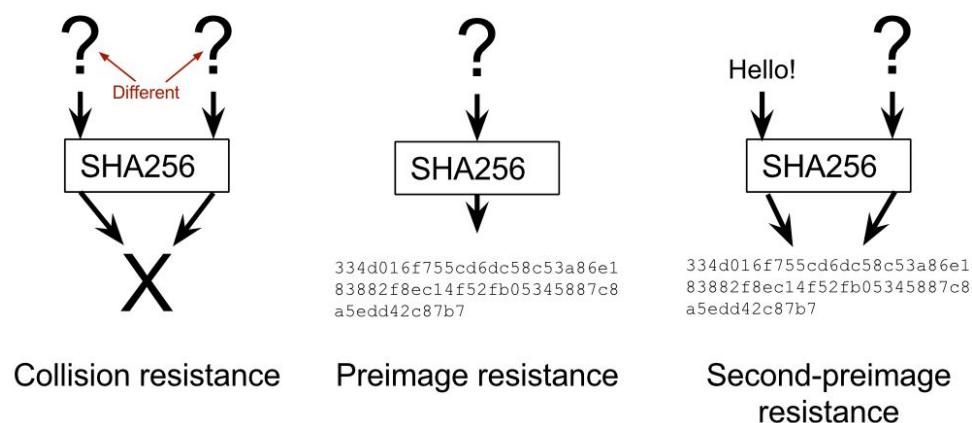 ? ?
Different
SHA256
X
Collision resistance
?
SHA256
334d016f755cd6dc58c53a86e1
83882f8ec14f52fb05345887c8
a5edd42c87b7
Preimage resistance
Hello!
?
SHA256
334d016f755cd6dc58c53a86e1
83882f8ec14f52fb05345887c8
a5edd42c87b7
Second-preimage
resistance